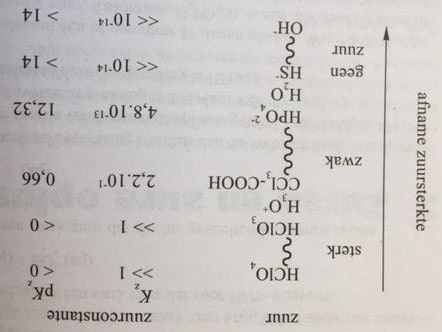 afname zuursterkte
zuur zuurconstante
K_z pK_z
HClO₄ >> 1 < 0
sterk
HClO₃ >> 1 < 0
H₃O⁺
CCl₃-COOH 2,2.10⁻¹ 0,66
zwak
HPO₄²⁻ 4,8.10⁻¹³ 12,32
H₂O
geen HS⁻ << 10⁻¹⁴ > 14
zuur
OH⁻ << 10⁻¹⁴ > 14